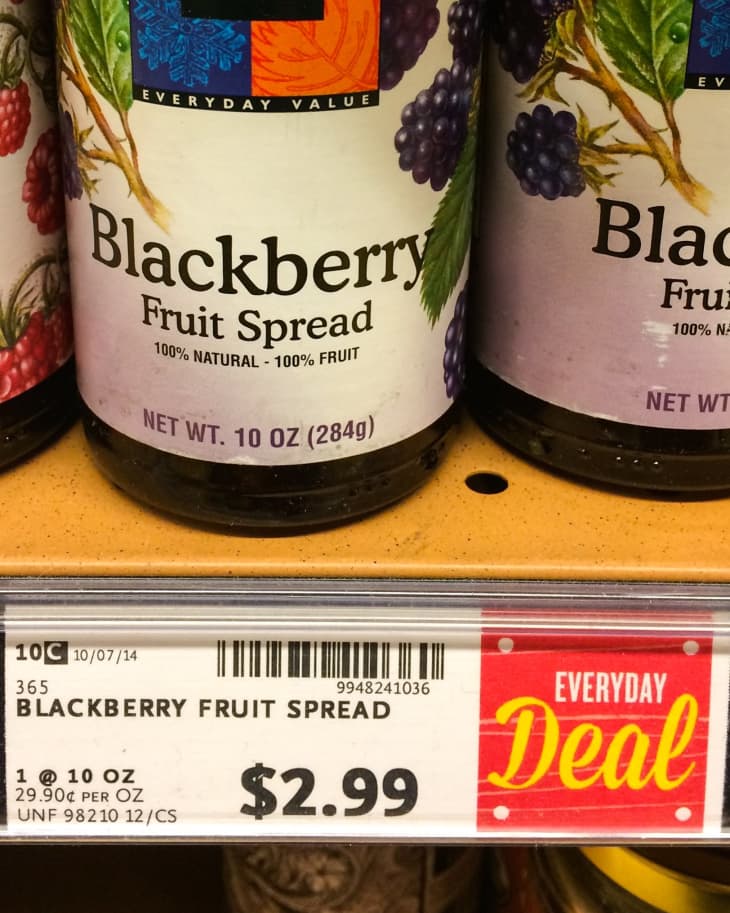 EVERYDAY VALUE
Blackberry
Fruit Spread
100% NATURAL - 100% FRUIT
NET WT. 10 OZ (284g)
EV
Blac
Frui
100% NA
NET WT
10C 10/07/14
9948241036
365
BLACKBERRY FRUIT SPREAD
1 @ 10 OZ
29.90¢ PER OZ
UNF 98210 12/CS
$2.99
EVERYDAY
Deal